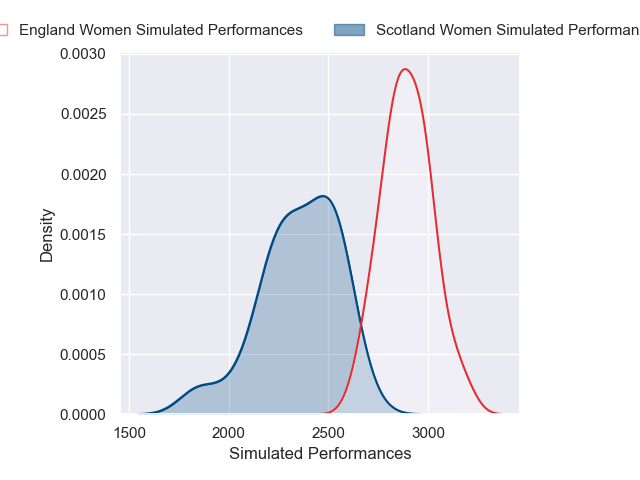 England Women Simulated Performances
Scotland Women Simulated Performan
0.0030
0.0025
0.0020
0.0015
0.0010
0.0005
0.0000
Density
1500 2000 2500 3000
Simulated Performances